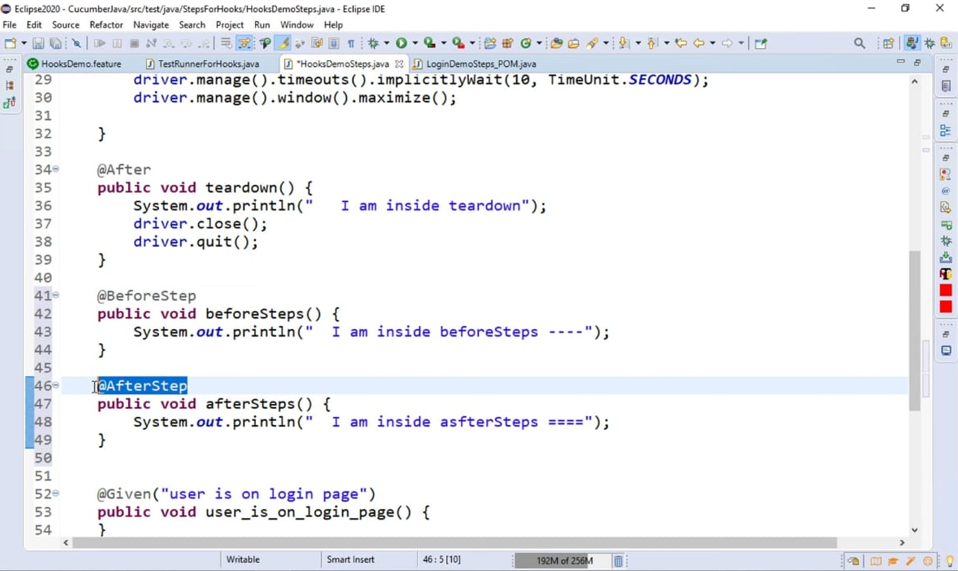 Eclipse2020 - CucumberJava/src/test/java/StepsForHooks/HooksDemoSteps.java - Eclipse IDE
File Edit Source Refactor Navigate Search Project Run Window Help
HooksDemo.feature TestRunnerForHooks.java *HooksDemoSteps.java LoginDemoSteps_POM.java
29 driver.manage().timeouts().implicitlyWait(10, TimeUnit.SECONDS);
30 driver.manage().window().maximize();
31
32 }
33
34 @After
35 public void teardown() {
36 System.out.println("   I am inside teardown");
37 driver.close();
38 driver.quit();
39 }
40
41 @BeforeStep
42 public void beforeSteps() {
43 System.out.println("  I am inside beforeSteps ----");
44 }
45
46 @AfterStep
47 public void afterSteps() {
48 System.out.println("  I am inside asfterSteps ====");
49 }
50
51
52 @Given("user is on login page")
53 public void user_is_on_login_page() {
54 }
Writable Smart Insert 46 : 5 [10] 192M of 256M